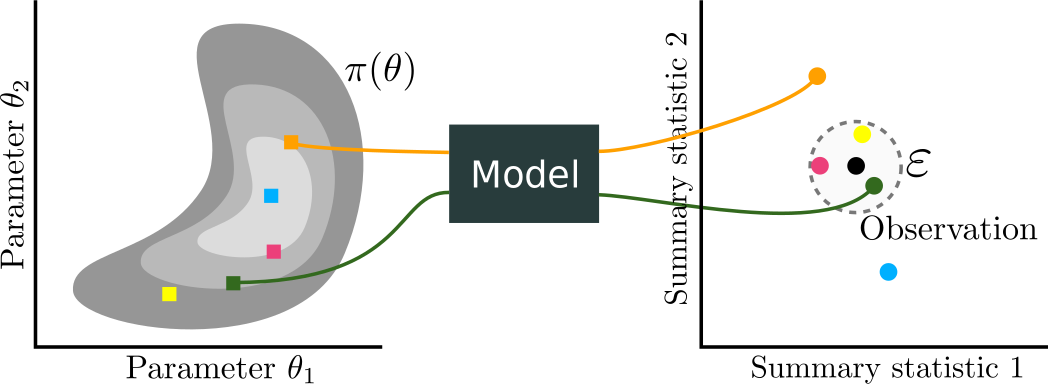 Parameter θ₂
π(θ)
Model
Summary statistic 2
ε
Observation
Parameter θ₁
Summary statistic 1